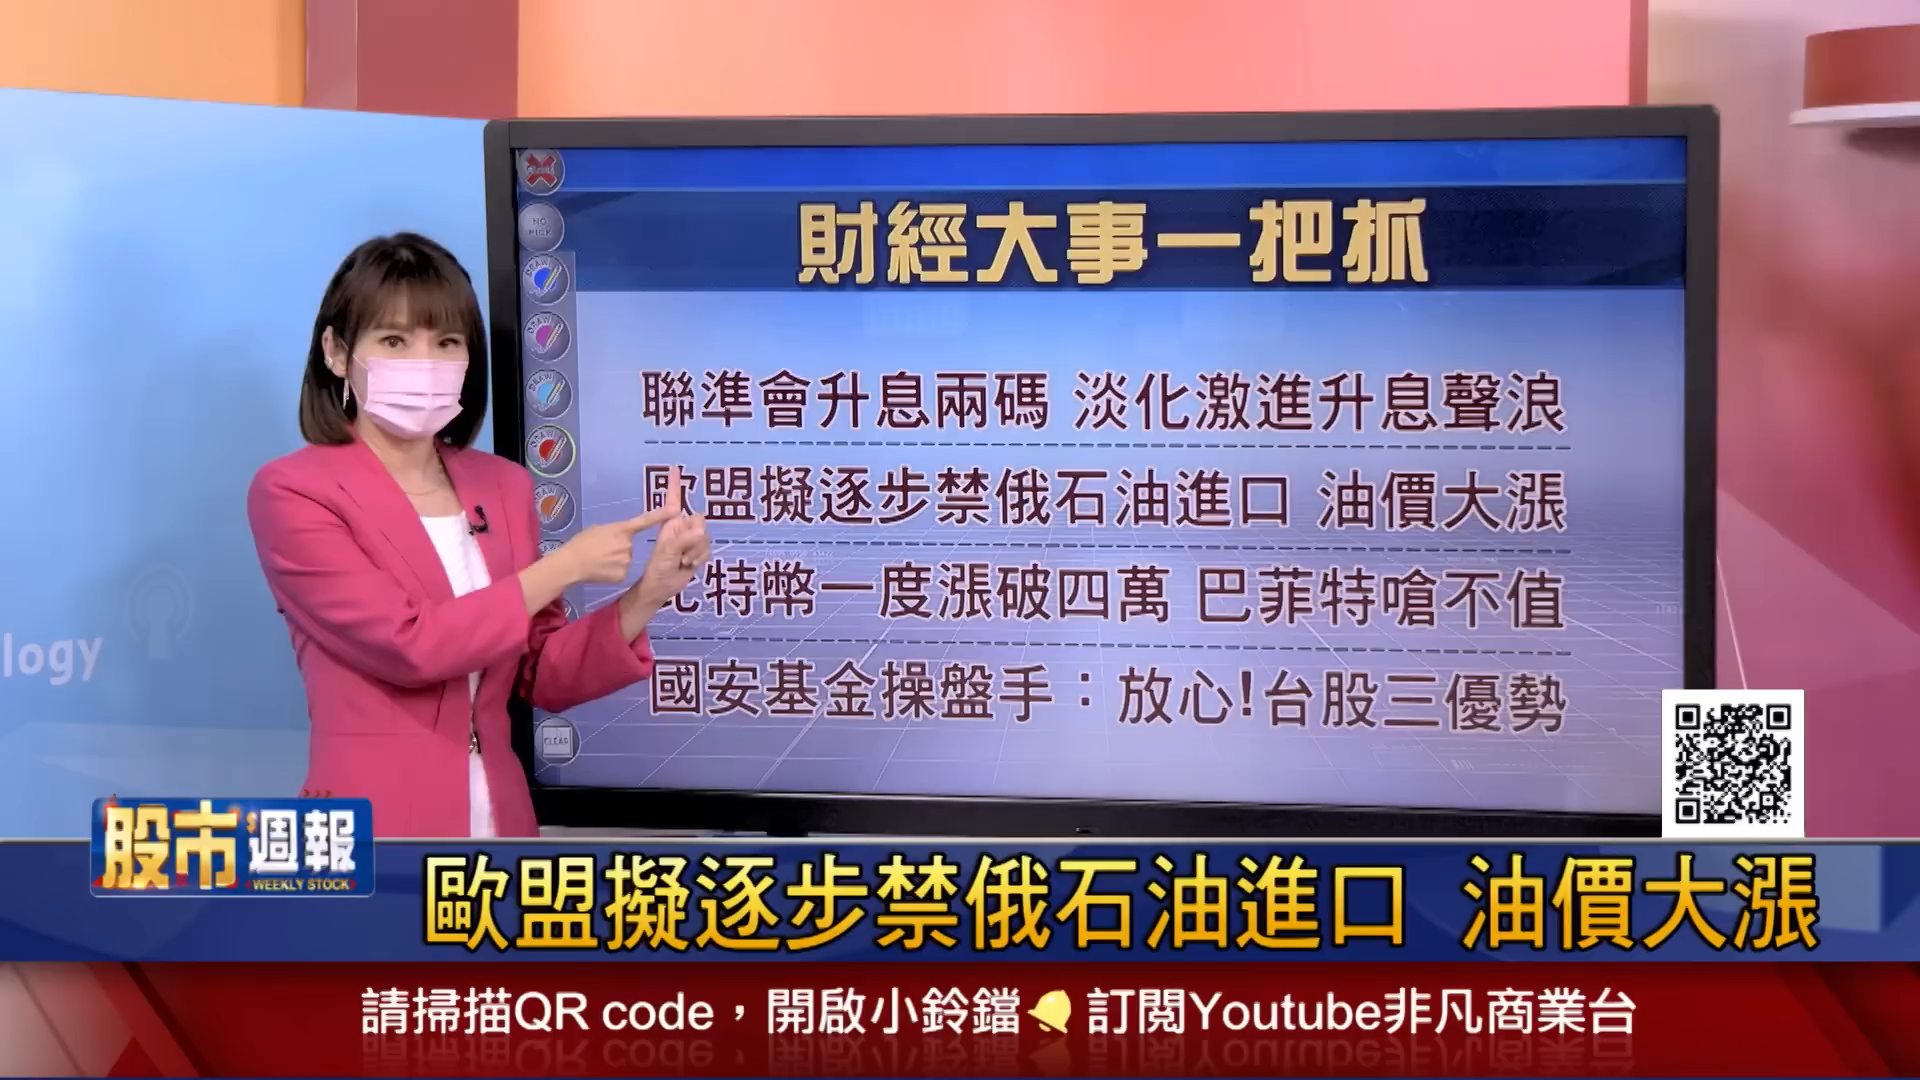 財經大事一把抓
聯準會升息兩碼 淡化激進升息聲浪
歐盟擬逐步禁俄石油進口 油價大漲
比特幣一度漲破四萬 巴菲特嗆不值
國安基金操盤手:放心!台股三優勢
logy
CLEAR
股市週報
WEEKLY STOCK
歐盟擬逐步禁俄石油進口 油價大漲
請掃描QR code,開啟小鈴鐺 訂閱Youtube非凡商業台